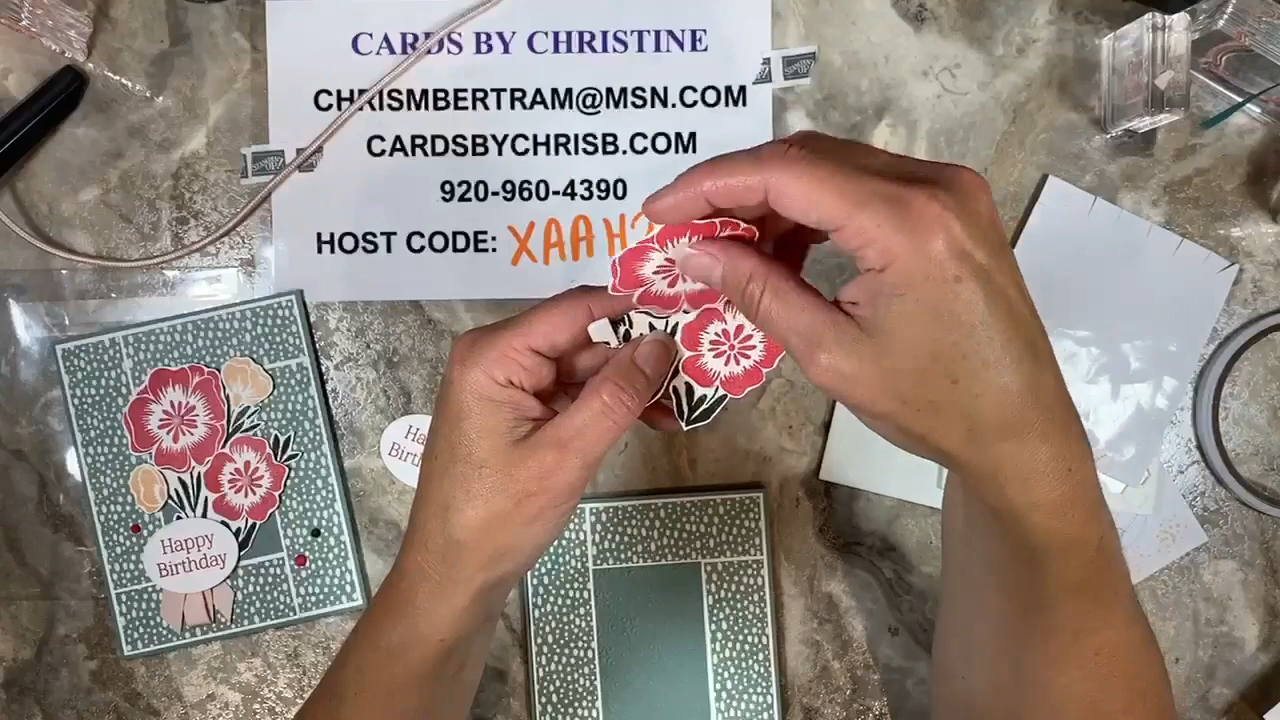 CARDS BY CHRISTINE
CHRISMBERTRAM@MSN.COM
CARDSBYCHRISB.COM
920-960-4390
HOST CODE: XAAH
Happy
Birthday